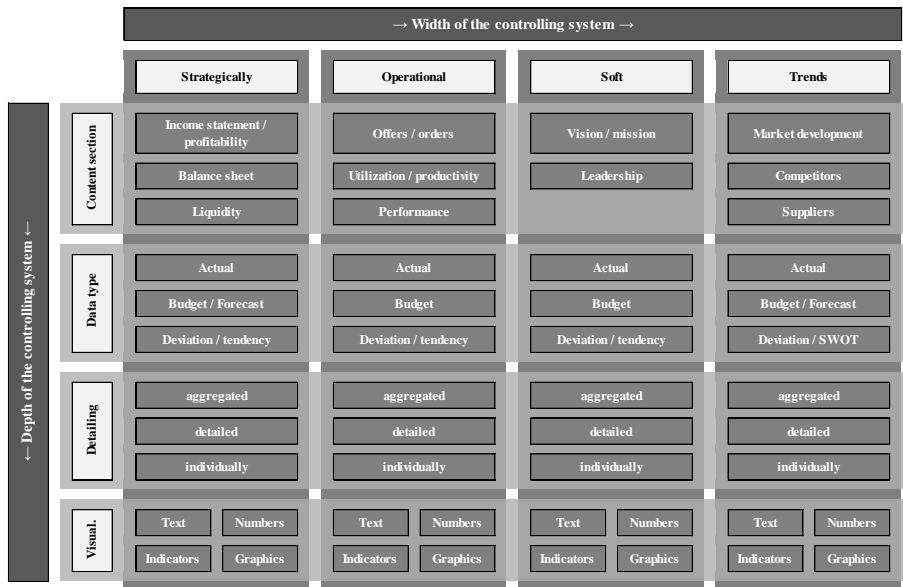 → Width of the controlling system →
Strategically
Operational
Soft
Trends
← Depth of the controlling system ←
Content section
Income statement /
profitability
Offers / orders
Vision / mission
Market development
Balance sheet
Utilization / productivity
Leadership
Competitors
Liquidity
Performance
Suppliers
Data type
Actual
Actual
Actual
Actual
Budget / Forecast
Budget
Budget
Budget / Forecast
Deviation / tendency
Deviation / tendency
Deviation / tendency
Deviation / SWOT
Detailing
aggregated
aggregated
aggregated
aggregated
detailed
detailed
detailed
detailed
individually
individually
individually
individually
Visual.
Text
Numbers
Text
Numbers
Text
Numbers
Text
Numbers
Indicators
Graphics
Indicators
Graphics
Indicators
Graphics
Indicators
Graphics